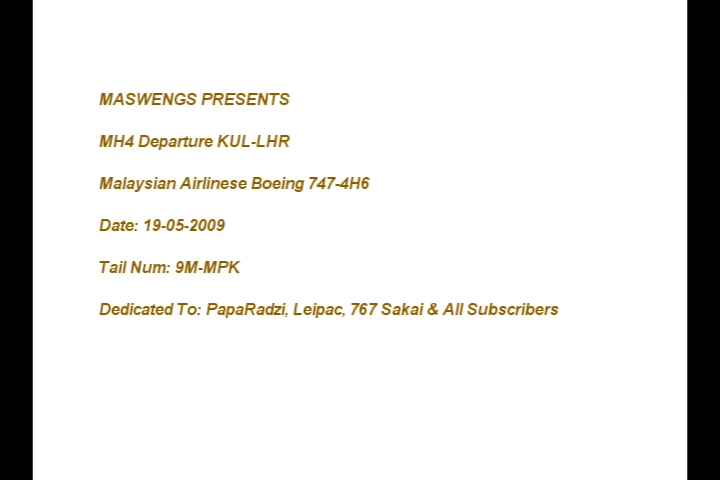 MASWENGS PRESENTS
MH4 Departure KUL-LHR
Malaysian Airlinese Boeing 747-4H6
Date: 19-05-2009
Tail Num: 9M-MPK
Dedicated To: PapaRadzi, Leipac, 767 Sakai & All Subscribers